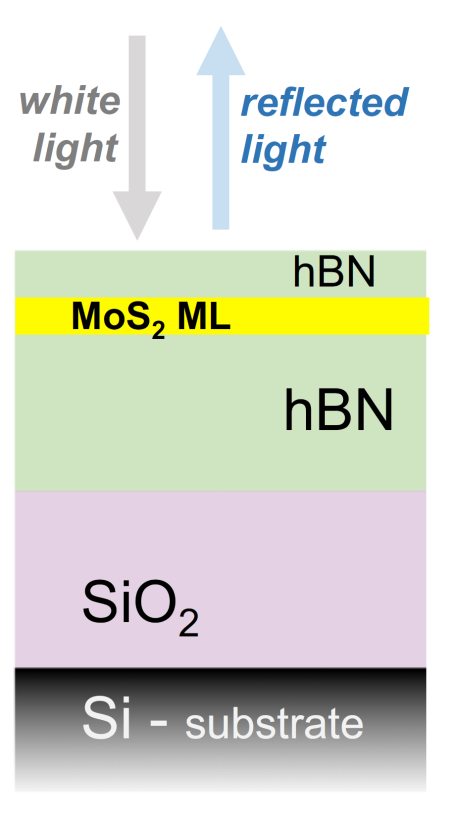 white
light
reflected
light
hBN
MoS₂ ML
hBN
SiO₂
Si - substrate